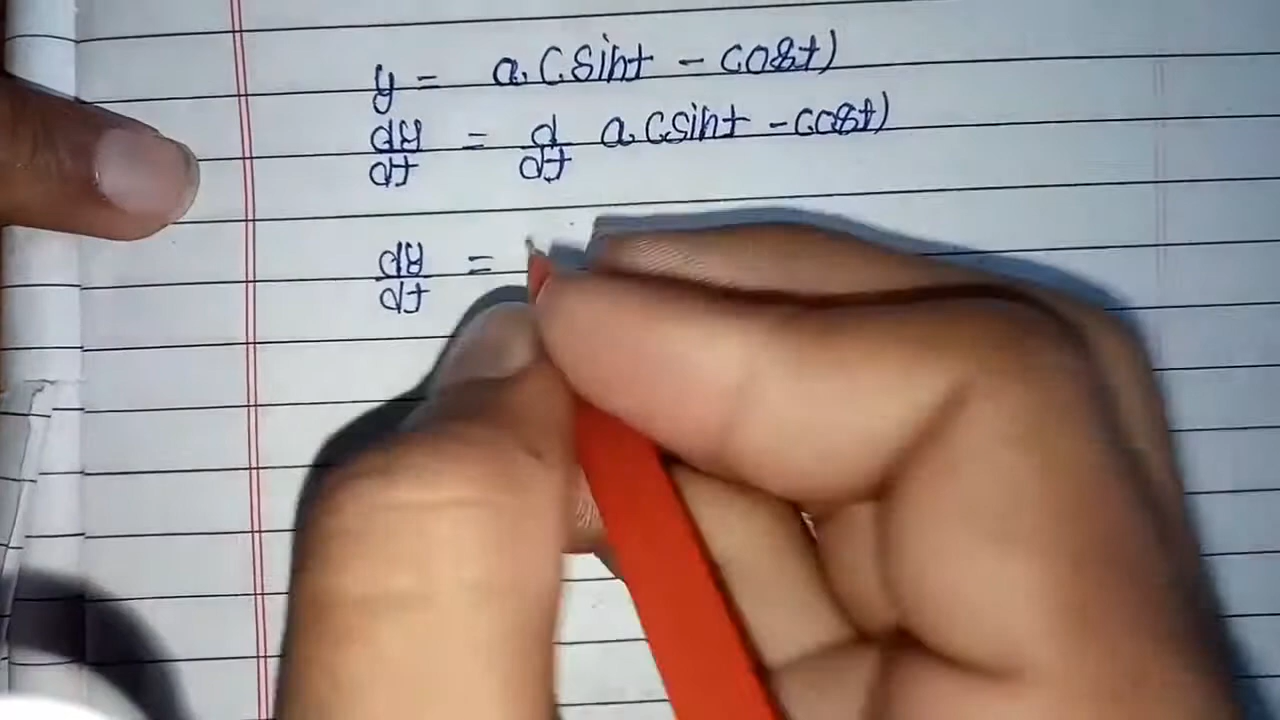 y = a(sint - cost)
dy/dt = d/dt a(sint - cost)
dy/dt =